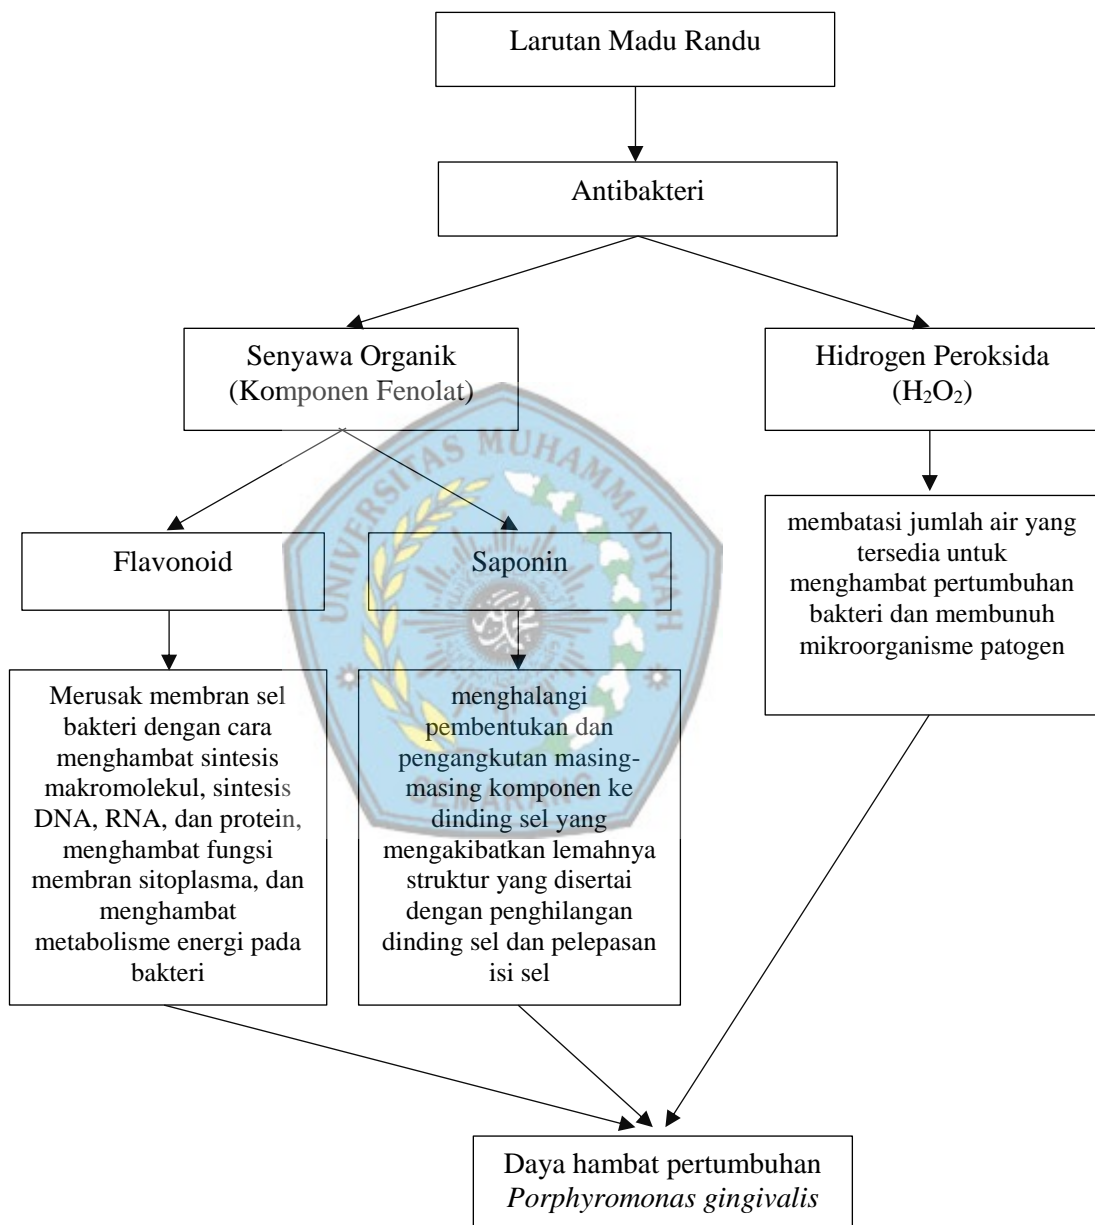 Larutan Madu Randu
Antibakteri
Senyawa Organik
(Komponen Fenolat)
Hidrogen Peroksida
(H₂O₂)
Flavonoid
Saponin
membatasi jumlah air yang
tersedia untuk
menghambat pertumbuhan
bakteri dan membunuh
mikroorganisme patogen
Merusak membran sel
bakteri dengan cara
menghambat sintesis
makromolekul, sintesis
DNA, RNA, dan protein,
menghambat fungsi
membran sitoplasma, dan
menghambat
metabolisme energi pada
bakteri
menghalangi
pembentukan dan
pengangkutan masing-
masing komponen ke
dinding sel yang
mengakibatkan lemahnya
struktur yang disertai
dengan penghilangan
dinding sel dan pelepasan
isi sel
Daya hambat pertumbuhan
Porphyromonas gingivalis
UNIVERSITAS MUHAMMADIYAH
SEMARANG